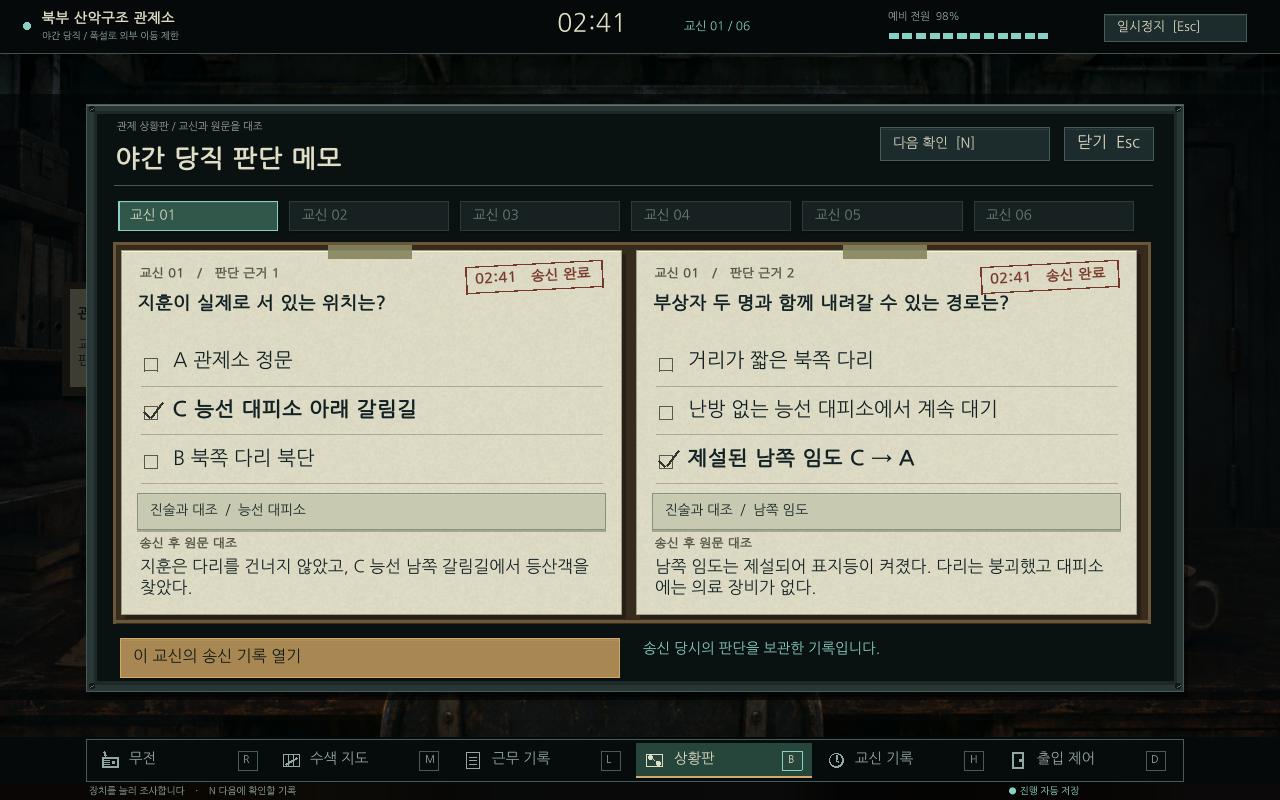 북부 산악구조 관제소
야간 당직 / 폭설로 외부 이동 제한
02:41
교신 01 / 06
예비 전원 98%
일시정지 [Esc]
관제 상황판 / 교신과 원문을 대조
야간 당직 판단 메모
다음 확인 [N]
닫기 Esc
교신 01
교신 02
교신 03
교신 04
교신 05
교신 06
교신 01 / 판단 근거 1
02:41 송신 완료
지훈이 실제로 서 있는 위치는?
A 관제소 정문
C 능선 대피소 아래 갈림길
B 북쪽 다리 북단
진술과 대조 / 능선 대피소
송신 후 원문 대조
지훈은 다리를 건너지 않았고, C 능선 남쪽 갈림길에서 등산객을
찾았다.
교신 01 / 판단 근거 2
02:41 송신 완료
부상자 두 명과 함께 내려갈 수 있는 경로는?
거리가 짧은 북쪽 다리
난방 없는 능선 대피소에서 계속 대기
제설된 남쪽 임도 C → A
진술과 대조 / 남쪽 임도
송신 후 원문 대조
남쪽 임도는 제설되어 표지등이 켜졌다. 다리는 붕괴했고 대피소
에는 의료 장비가 없다.
이 교신의 송신 기록 열기
송신 당시의 판단을 보관한 기록입니다.
무전 R
수색 지도 M
근무 기록 L
상황판 B
교신 기록 H
출입 제어 D
장치를 눌러 조사합니다 · N 다음에 확인할 기록
진행 자동 저장